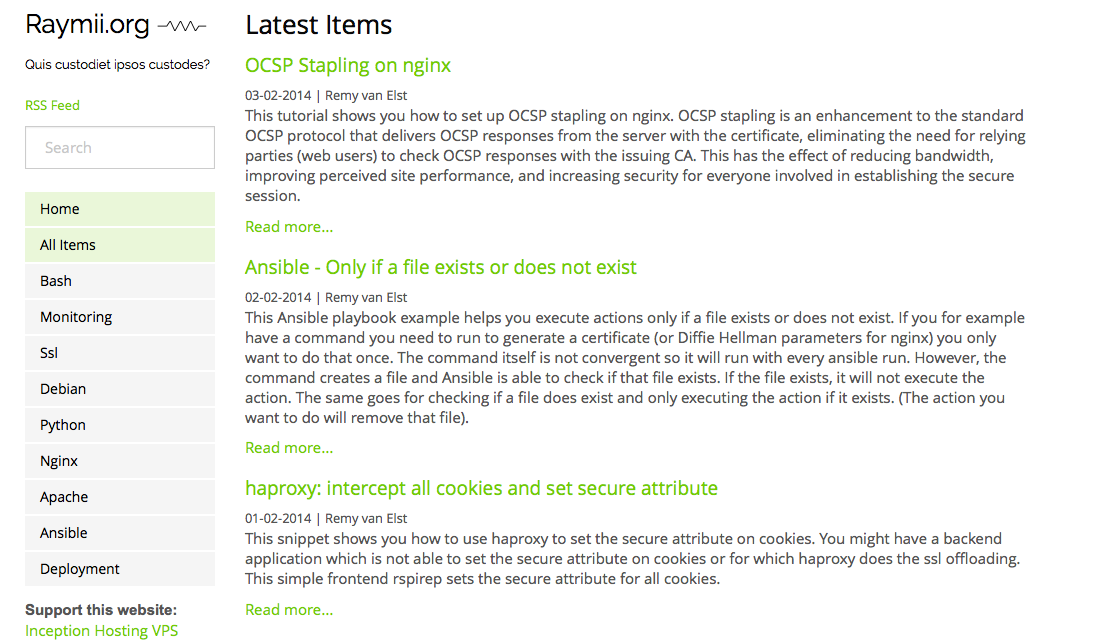 Raymii.org
Quis custodiet ipsos custodes?
RSS Feed
Search
Home
All Items
Bash
Monitoring
Ssl
Debian
Python
Nginx
Apache
Ansible
Deployment
Support this website:
Inception Hosting VPS
Latest Items
OCSP Stapling on nginx
03-02-2014 | Remy van Elst
This tutorial shows you how to set up OCSP stapling on nginx. OCSP stapling is an enhancement to the standard
OCSP protocol that delivers OCSP responses from the server with the certificate, eliminating the need for relying
parties (web users) to check OCSP responses with the issuing CA. This has the effect of reducing bandwidth,
improving perceived site performance, and increasing security for everyone involved in establishing the secure
session.
Read more...
Ansible - Only if a file exists or does not exist
02-02-2014 | Remy van Elst
This Ansible playbook example helps you execute actions only if a file exists or does not exist. If you for example
have a command you need to run to generate a certificate (or Diffie Hellman parameters for nginx) you only
want to do that once. The command itself is not convergent so it will run with every ansible run. However, the
command creates a file and Ansible is able to check if that file exists. If the file exists, it will not execute the
action. The same goes for checking if a file does exist and only executing the action if it exists. (The action you
want to do will remove that file).
Read more...
haproxy: intercept all cookies and set secure attribute
01-02-2014 | Remy van Elst
This snippet shows you how to use haproxy to set the secure attribute on cookies. You might have a backend
application which is not able to set the secure attribute on cookies or for which haproxy does the ssl offloading.
This simple frontend rspirep sets the secure attribute for all cookies.
Read more...